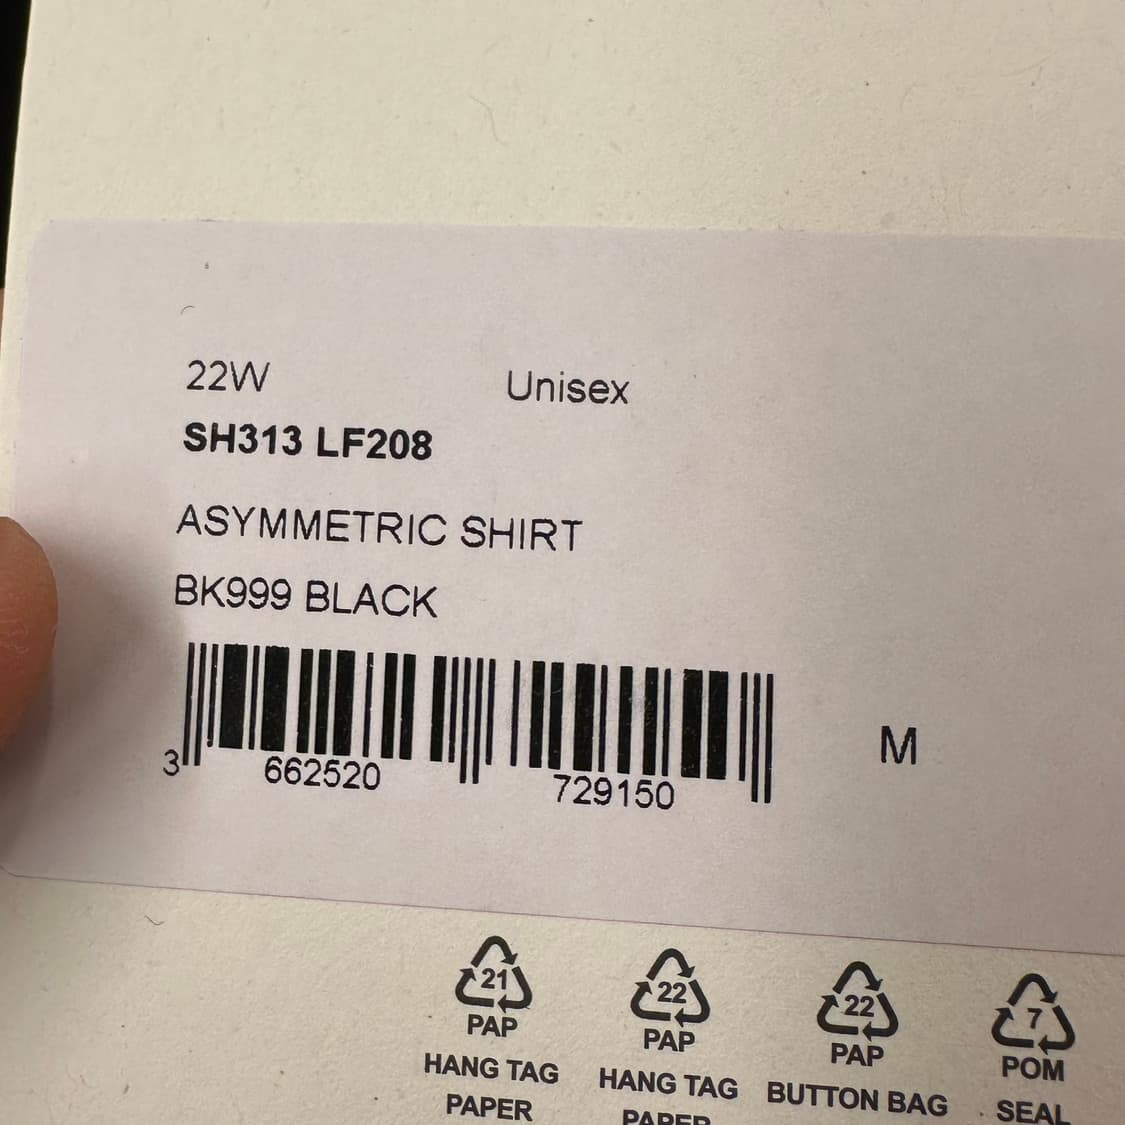 22W Unisex
SH313 LF208
ASYMMETRIC SHIRT
BK999 BLACK
3 662520 729150 M
21 22 22 7
PAP PAP PAP POM
HANG TAG HANG TAG BUTTON BAG SEAL
PAPER PAPER